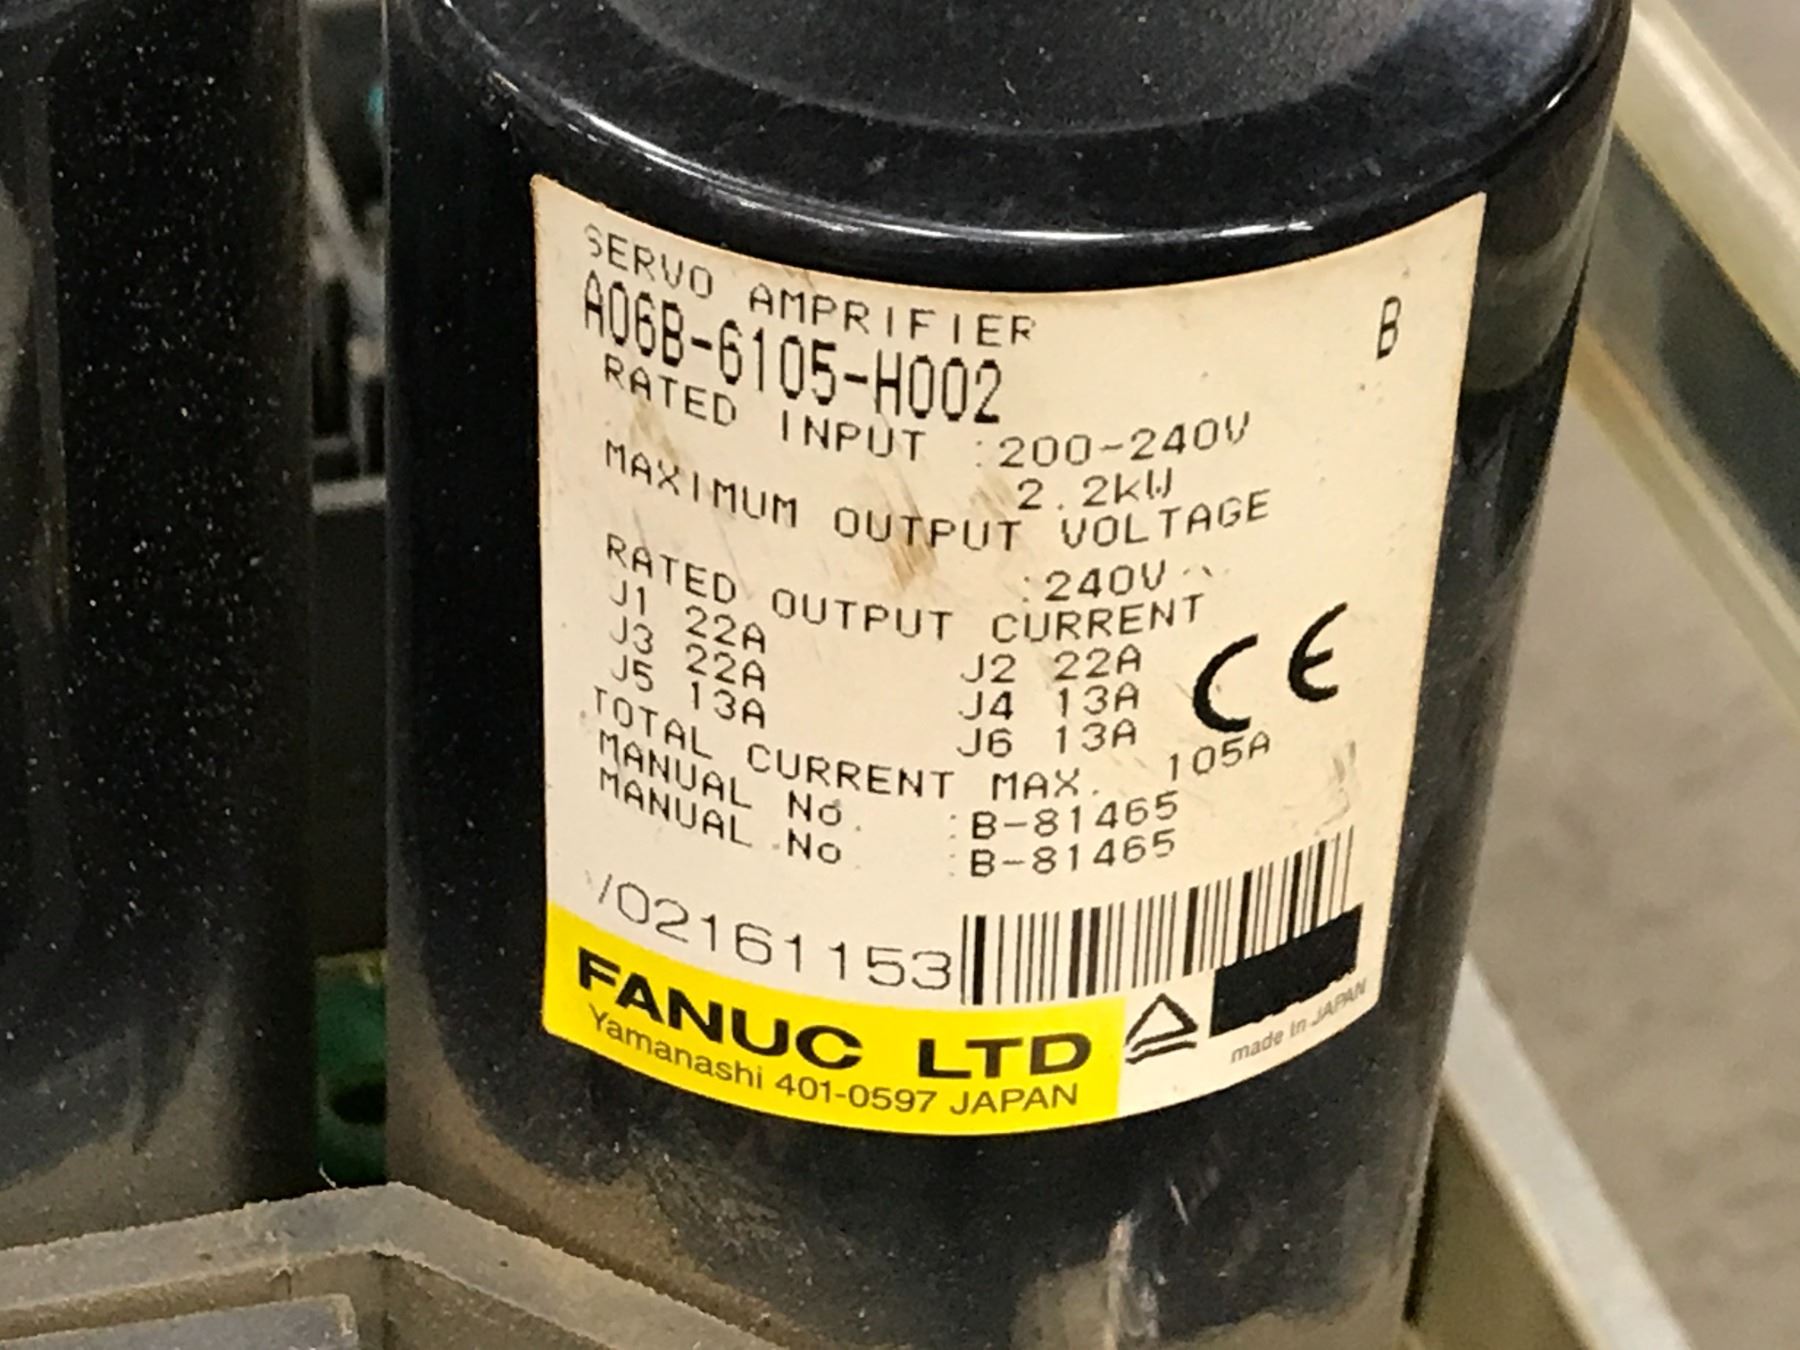 SERVO AMPRIFIER
A06B-6105-H002 B
RATED INPUT :200-240V
2.2kW
MAXIMUM OUTPUT VOLTAGE
:240V~
RATED OUTPUT CURRENT
J1 22A J2 22A
J3 22A J4 13A
J5 13A J6 13A
CE
TOTAL CURRENT MAX. 105A
MANUAL No. :B-81465
MANUAL No :B-81465
V02161153
FANUC LTD
Yamanashi 401-0597 JAPAN
made in JAPAN